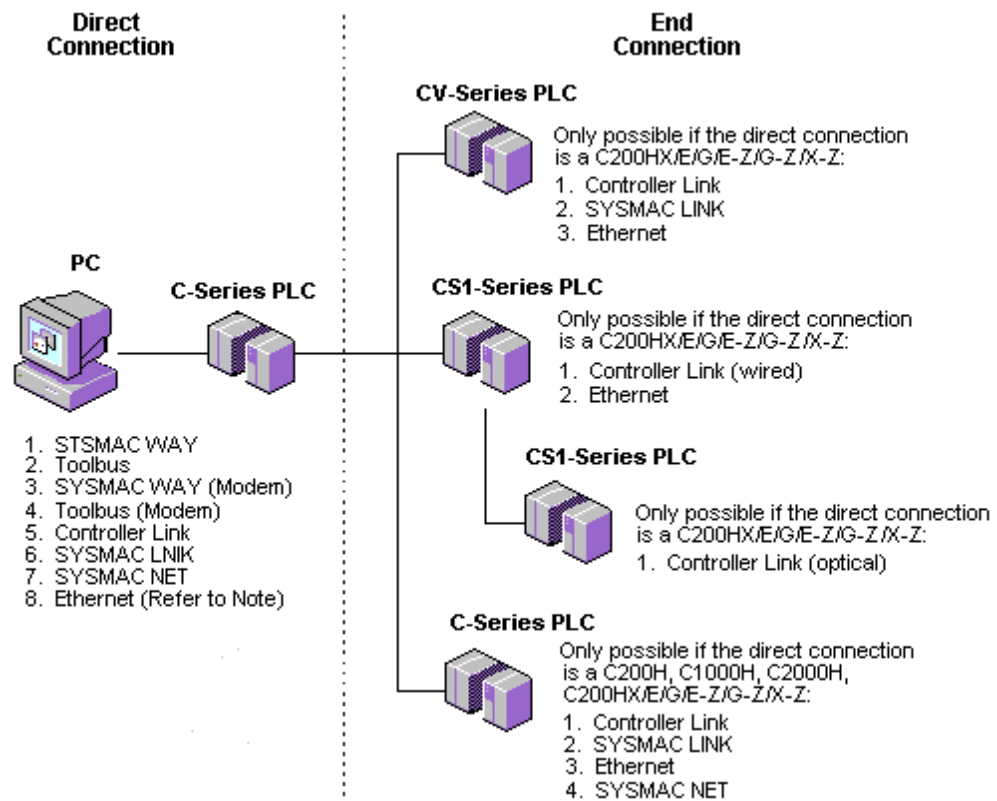 Direct
Connection
End
Connection
CV-Series PLC
Only possible if the direct connection
is a C200HX/E/G/E-Z/G-Z/X-Z:
1. Controller Link
2. SYSMAC LINK
3. Ethernet
PC
C-Series PLC
CS1-Series PLC
Only possible if the direct connection
is a C200HX/E/G/E-Z/G-Z/X-Z:
1. Controller Link (wired)
2. Ethernet
1. STSMAC WAY
2. Toolbus
3. SYSMAC WAY (Modem)
4. Toolbus (Modem)
5. Controller Link
6. SYSMAC LNIK
7. SYSMAC NET
8. Ethernet (Refer to Note)
CS1-Series PLC
Only possible if the direct connection
is a C200HX/E/G/E-Z/G-Z/X-Z:
1. Controller Link (optical)
C-Series PLC
Only possible if the direct connection
is a C200H, C1000H, C2000H,
C200HX/E/G/E-Z/G-Z/X-Z:
1. Controller Link
2. SYSMAC LINK
3. Ethernet
4. SYSMAC NET